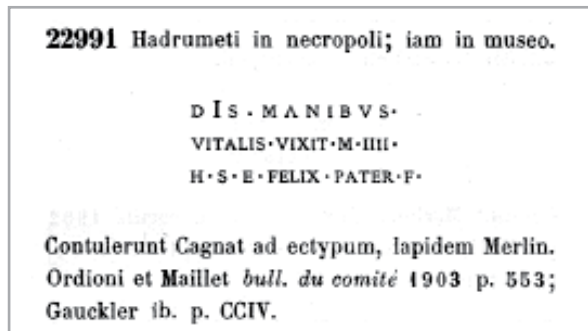 22991 Hadrumeti in necropoli; iam in museo.
DIS · MANIBVS ·
VITALIS · VIXIT · M · IIII ·
H · S · E · FELIX · PATER · F ·
Contulerunt Cagnat ad ectypum, lapidem Merlin.
Ordioni et Maillet bull. du comité 1903 p. 553;
Gauckler ib. p. CCIV.